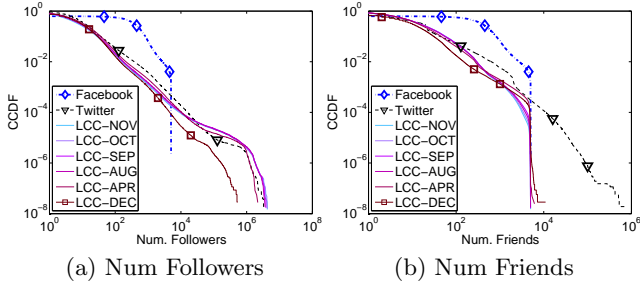 10^0
10^-2
10^-4
10^-6
10^-8
CCDF
Facebook
Twitter
LCC-NOV
LCC-OCT
LCC-SEP
LCC-AUG
LCC-APR
LCC-DEC
10^0 10^2 10^4 10^6 10^8
Num. Followers
(a) Num Followers
10^0
10^-2
10^-4
10^-6
10^-8
CCDF
Facebook
Twitter
LCC-NOV
LCC-OCT
LCC-SEP
LCC-AUG
LCC-APR
LCC-DEC
10^0 10^2 10^4 10^6
Num. Friends
(b) Num Friends